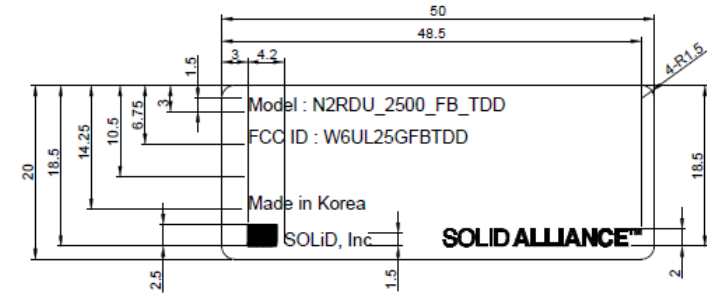 50
48.5
3 4.2
4-R1.5
1.5
3
6.75
10.5
14.25
18.5
20
18.5
Model : N2RDU_2500_FB_TDD
FCC ID : W6UL25GFBTDD
Made in Korea
SOLiD, Inc
SOLiD ALLIANCE™
2.5
1.5
2